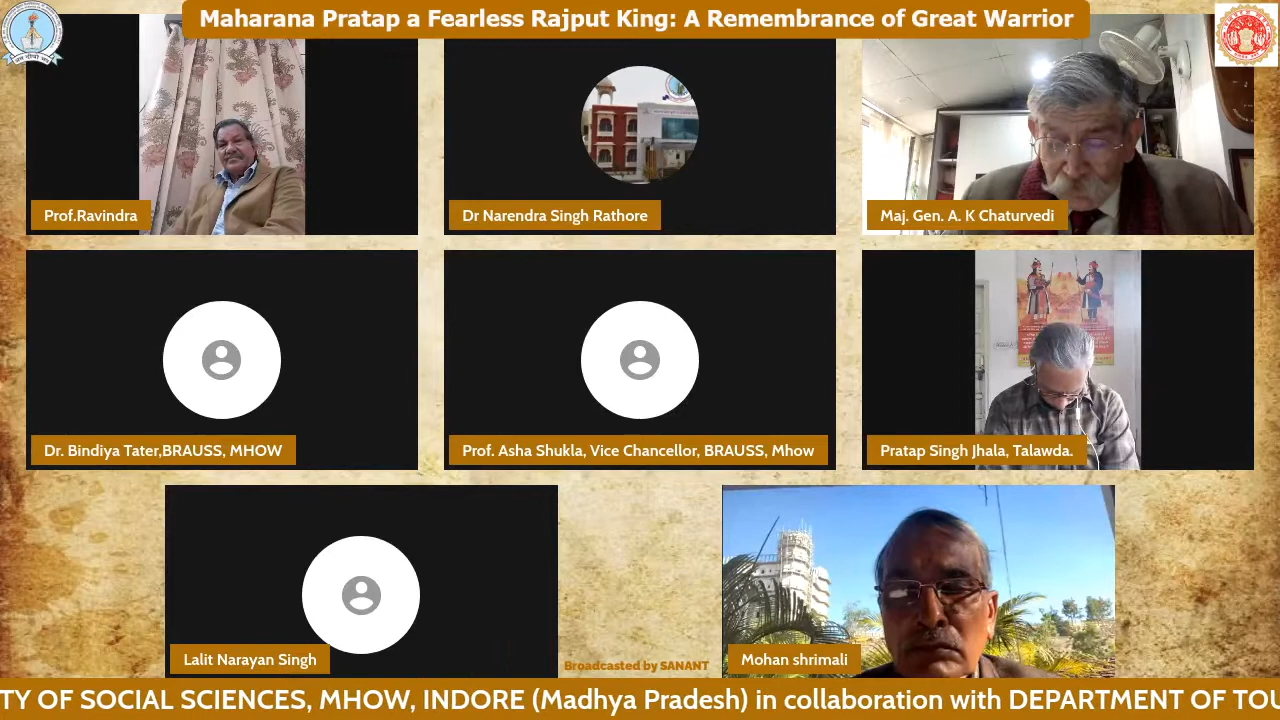 Maharana Pratap a Fearless Rajput King: A Remembrance of Great Warrior
Prof.Ravindra
Dr Narendra Singh Rathore
Maj. Gen. A. K Chaturvedi
Dr. Bindiya Tater,BRAUSS, MHOW
Prof. Asha Shukla, Vice Chancellor, BRAUSS, Mhow
Pratap Singh Jhala, Talawda.
Lalit Narayan Singh
Broadcasted by SANANT
Mohan shrimali
TY OF SOCIAL SCIENCES, MHOW, INDORE (Madhya Pradesh) in collaboration with DEPARTMENT OF TOU